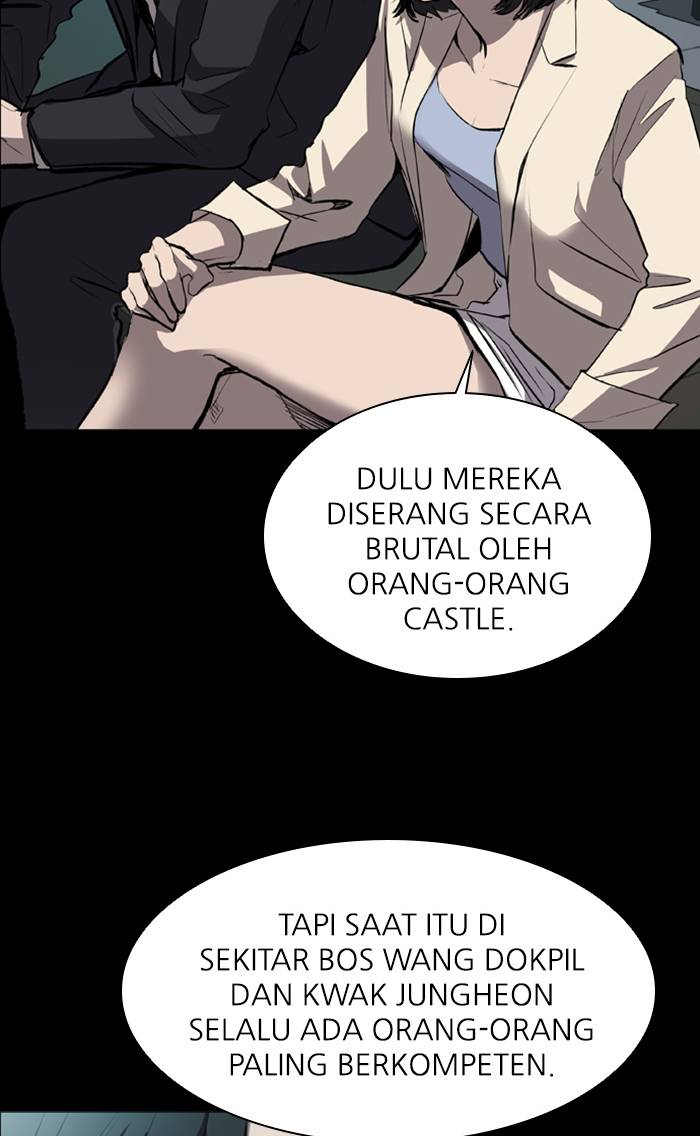 DULU MEREKA
DISERANG SECARA
BRUTAL OLEH
ORANG-ORANG
CASTLE.
TAPI SAAT ITU DI
SEKITAR BOS WANG DOKPIL
DAN KWAK JUNGHEON
SELALU ADA ORANG-ORANG
PALING BERKOMPETEN.